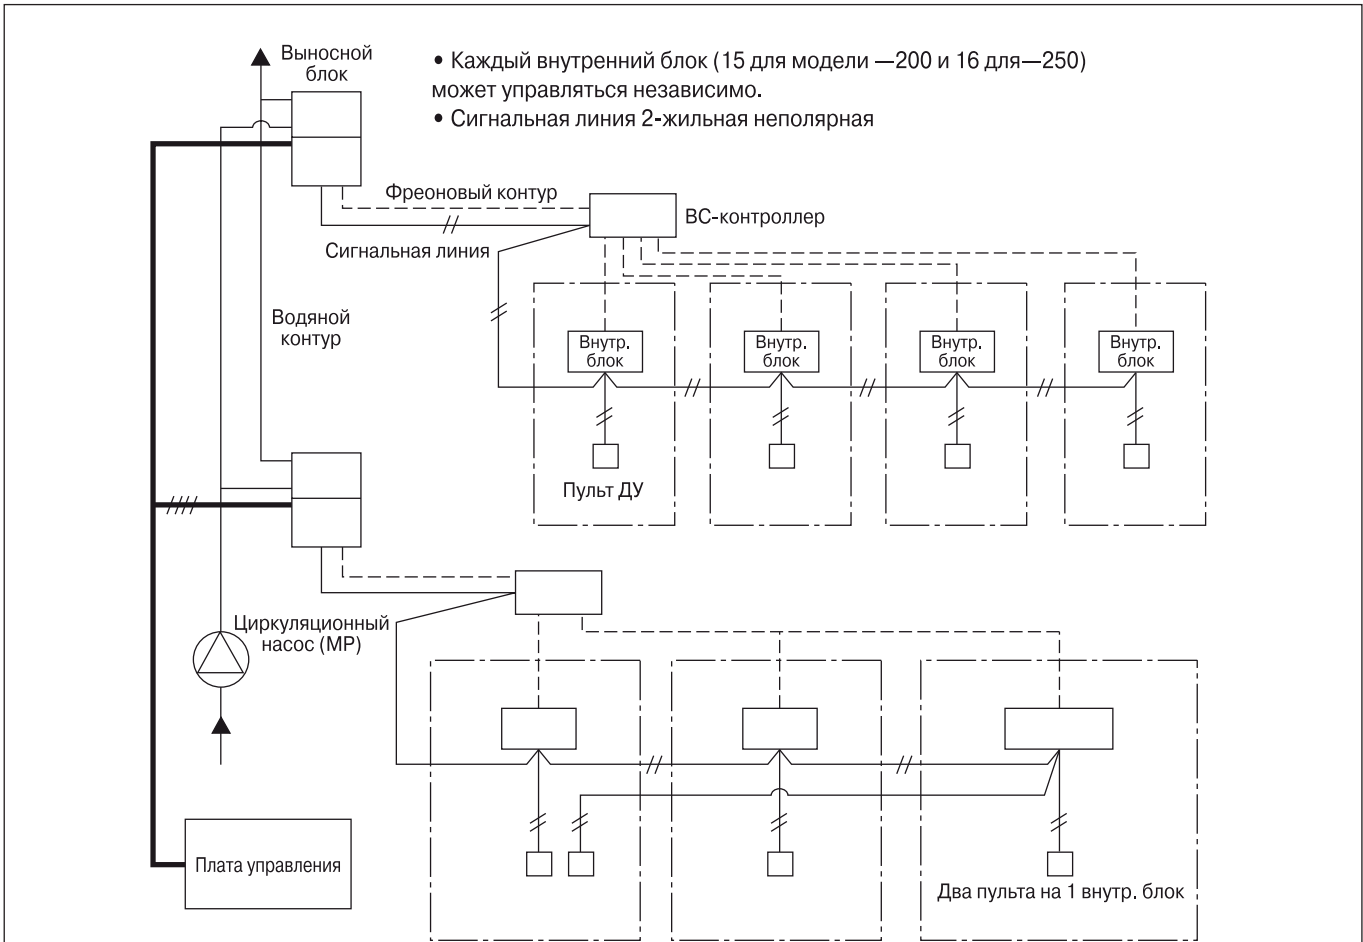 Выносной
блок
• Каждый внутренний блок (15 для модели —200 и 16 для—250)
может управляться независимо.
• Сигнальная линия 2-жильная неполярная
Фреоновый контур
ВС-контроллер
Сигнальная линия
Водяной
контур
Внутр.
блок
Внутр.
блок
Внутр.
блок
Внутр.
блок
Пульт ДУ
Циркуляционный
насос (МР)
Плата управления
Два пульта на 1 внутр. блок